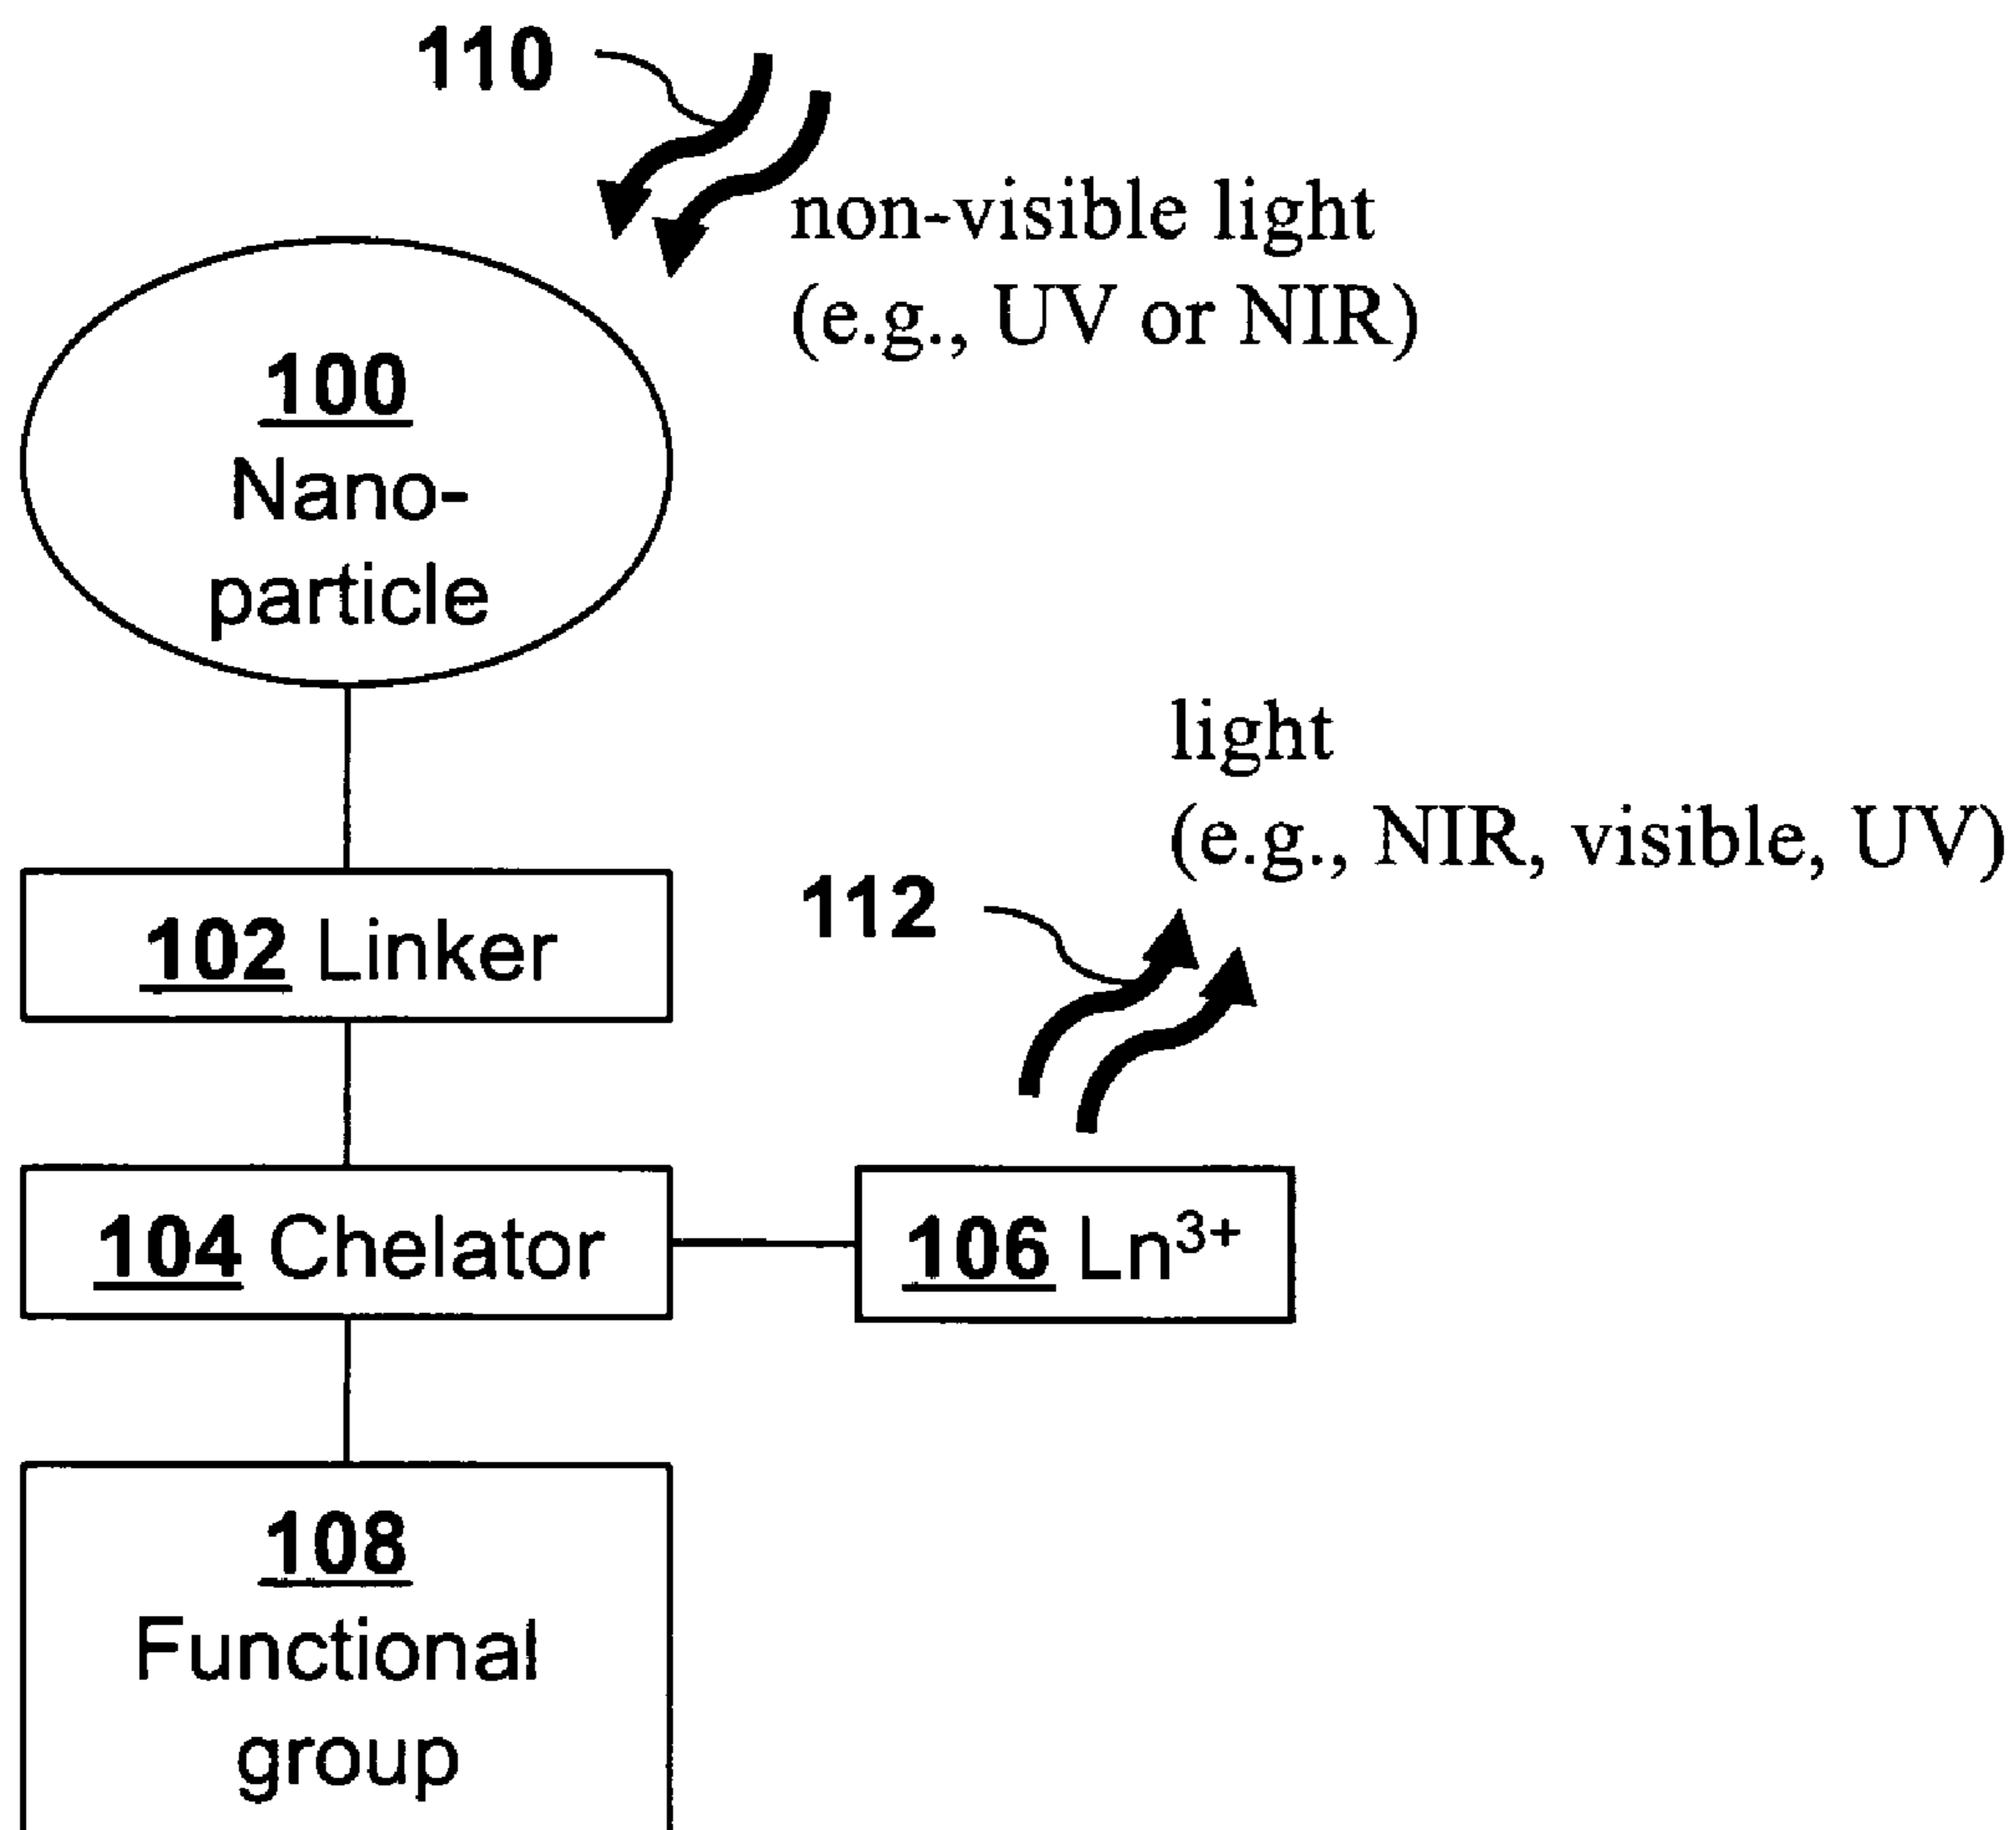 110
non-visible light
(e.g., UV or NIR)
100
Nano-
particle
light
(e.g., NIR, visible, UV)
112
102 Linker
104 Chelator
106 Ln³⁺
108
Functional
group